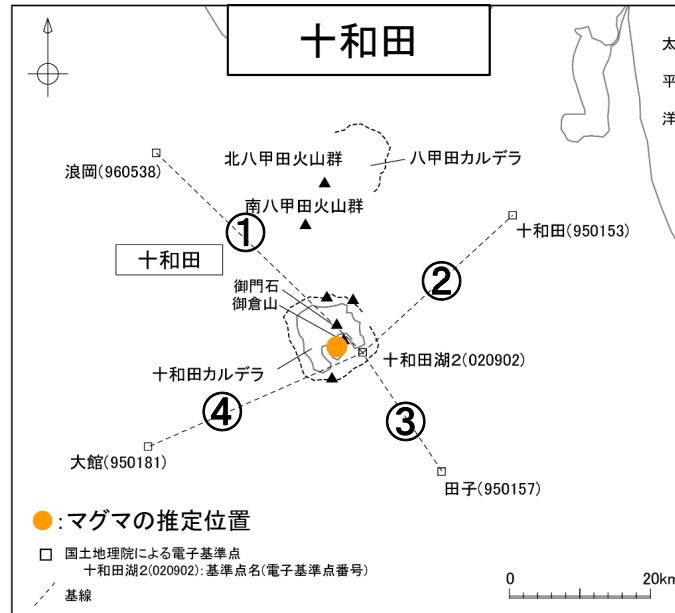 十和田
太
平
洋
浪岡(960538)
北八甲田火山群
八甲田カルデラ
南八甲田火山群
①
十和田(950153)
十和田
②
御門石
御倉山
十和田湖2(020902)
十和田カルデラ
④
③
大館(950181)
田子(950157)
:マグマの推定位置
国土地理院による電子基準点
十和田湖2(020902):基準点名(電子基準点番号)
基線
0 20km